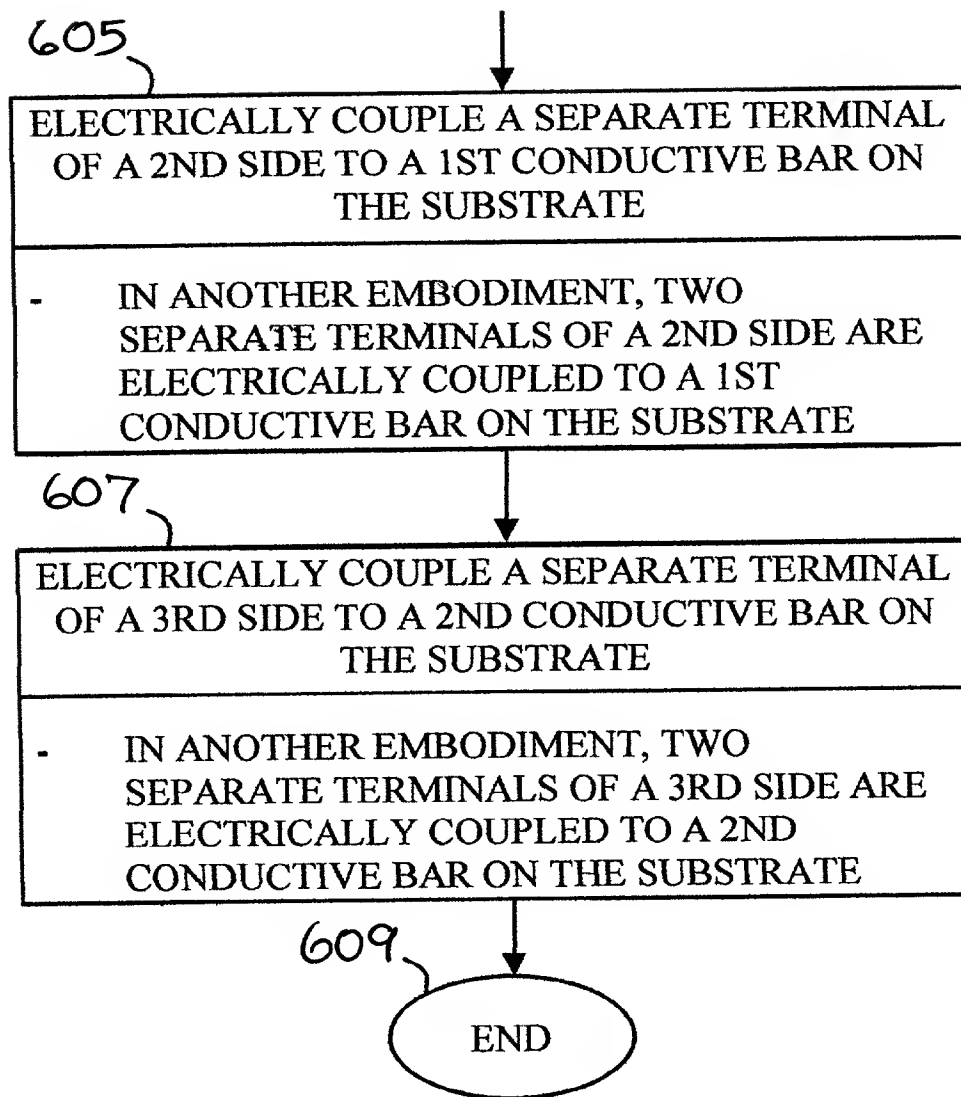 605
ELECTRICALLY COUPLE A SEPARATE TERMINAL
OF A 2ND SIDE TO A 1ST CONDUCTIVE BAR ON
THE SUBSTRATE
- IN ANOTHER EMBODIMENT, TWO
SEPARATE TERMINALS OF A 2ND SIDE ARE
ELECTRICALLY COUPLED TO A 1ST
CONDUCTIVE BAR ON THE SUBSTRATE
607
ELECTRICALLY COUPLE A SEPARATE TERMINAL
OF A 3RD SIDE TO A 2ND CONDUCTIVE BAR ON
THE SUBSTRATE
- IN ANOTHER EMBODIMENT, TWO
SEPARATE TERMINALS OF A 3RD SIDE ARE
ELECTRICALLY COUPLED TO A 2ND
CONDUCTIVE BAR ON THE SUBSTRATE
609
END